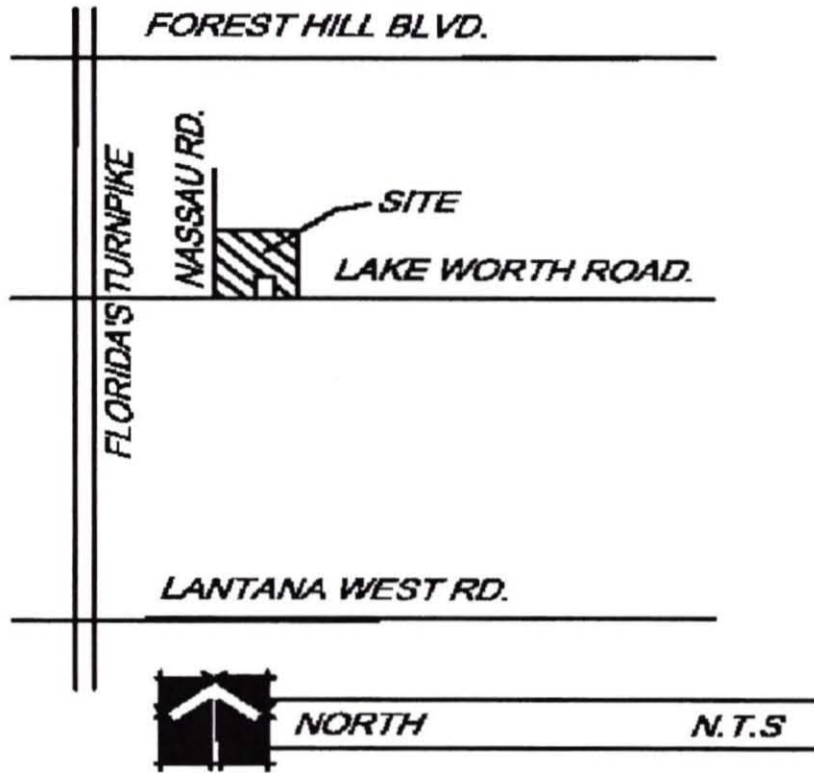 FOREST HILL BLVD.
FLORIDA'S TURNPIKE
NASSAU RD.
SITE
LAKE WORTH ROAD.
LANTANA WEST RD.
NORTH
N.T.S